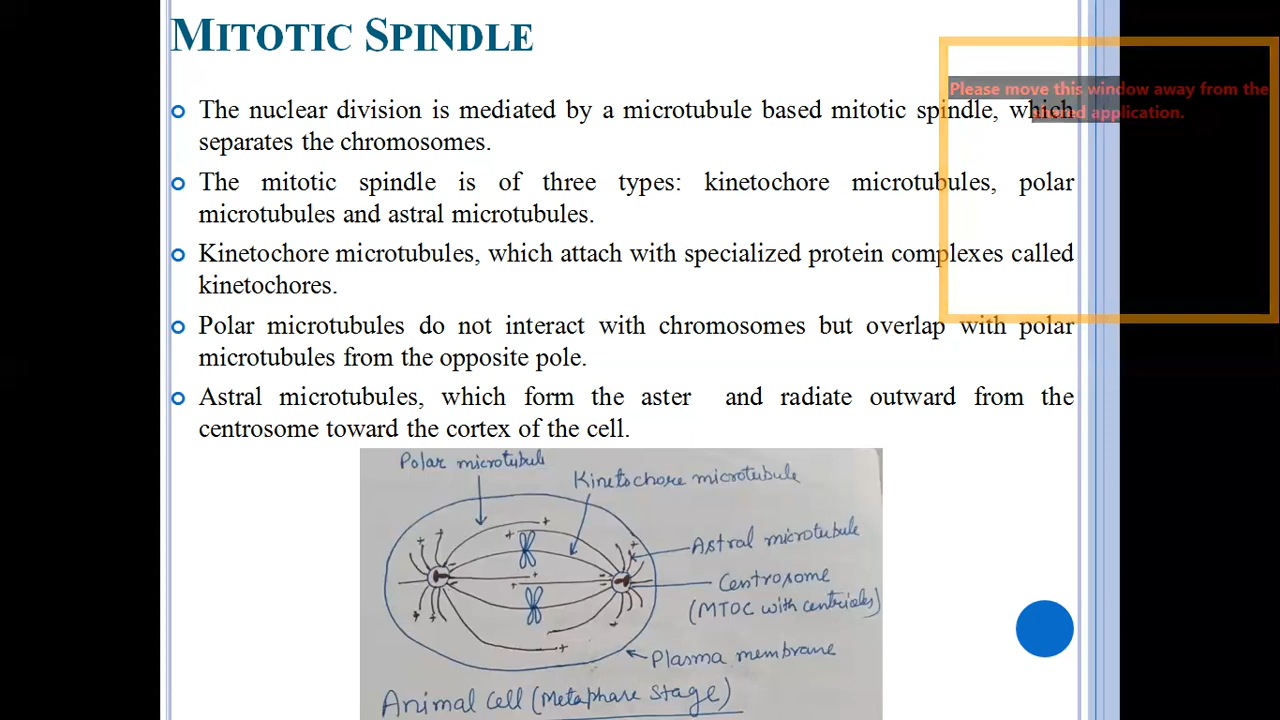 MITOTIC SPINDLE
The nuclear division is mediated by a microtubule based mitotic spindle, which
separates the chromosomes.
The mitotic spindle is of three types: kinetochore microtubules, polar
microtubules and astral microtubules.
Kinetochore microtubules, which attach with specialized protein complexes called
kinetochores.
Polar microtubules do not interact with chromosomes but overlap with polar
microtubules from the opposite pole.
Astral microtubules, which form the aster and radiate outward from the
centrosome toward the cortex of the cell.
Please move this window away from the
shared application.
Polar microtubule
Kinetochore microtubule
Astral microtubule
Centrosome
(MTOC with centrioles)
Plasma membrane
Animal cell (Metaphase stage)